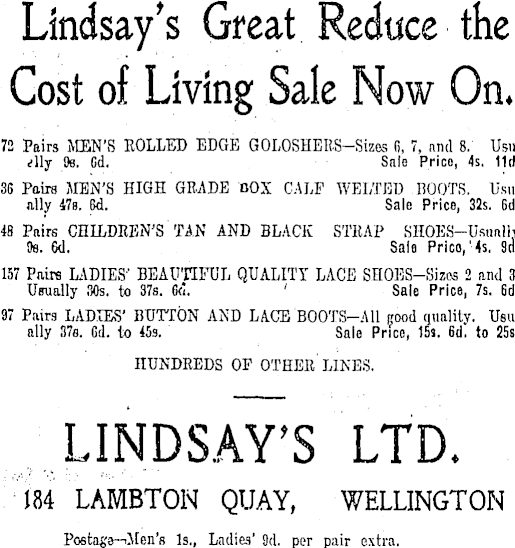 Lindsay's Great Reduce the
Cost of Living Sale Now On.
72 Pairs MEN'S ROLLED EDGE GOLOSHERS—Sizes 6, 7, and 8. Usu
ally 9s. 6d. Sale Price, 4s. 11d
36 Pairs MEN'S HIGH GRADE BOX CALF WELTED BOOTS. Usu
ally 47s. 6d. Sale Price, 32s. 6d
48 Pairs CHILDREN'S TAN AND BLACK STRAP SHOES—Usually
9s. 6d. Sale Price, 4s. 9d
157 Pairs LADIES' BEAUTIFUL QUALITY LACE SHOES—Sizes 2 and 3
Usually 30s. to 37s. 6d. Sale Price, 7s. 6d
97 Pairs LADIES' BUTTON AND LACE BOOTS—All good quality. Usu
ally 37s. 6d. to 45s. Sale Price, 15s. 6d. to 25s
HUNDREDS OF OTHER LINES.
LINDSAY'S LTD.
184 LAMBTON QUAY, WELLINGTON
Postage—Men's 1s., Ladies' 9d. per pair extra.